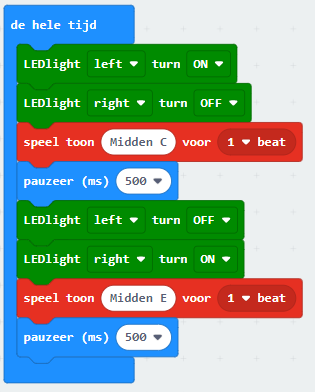 de hele tijd
LEDlight left turn ON
LEDlight right turn OFF
speel toon Midden C voor 1 beat
pauzeer (ms) 500
LEDlight left turn OFF
LEDlight right turn ON
speel toon Midden E voor 1 beat
pauzeer (ms) 500